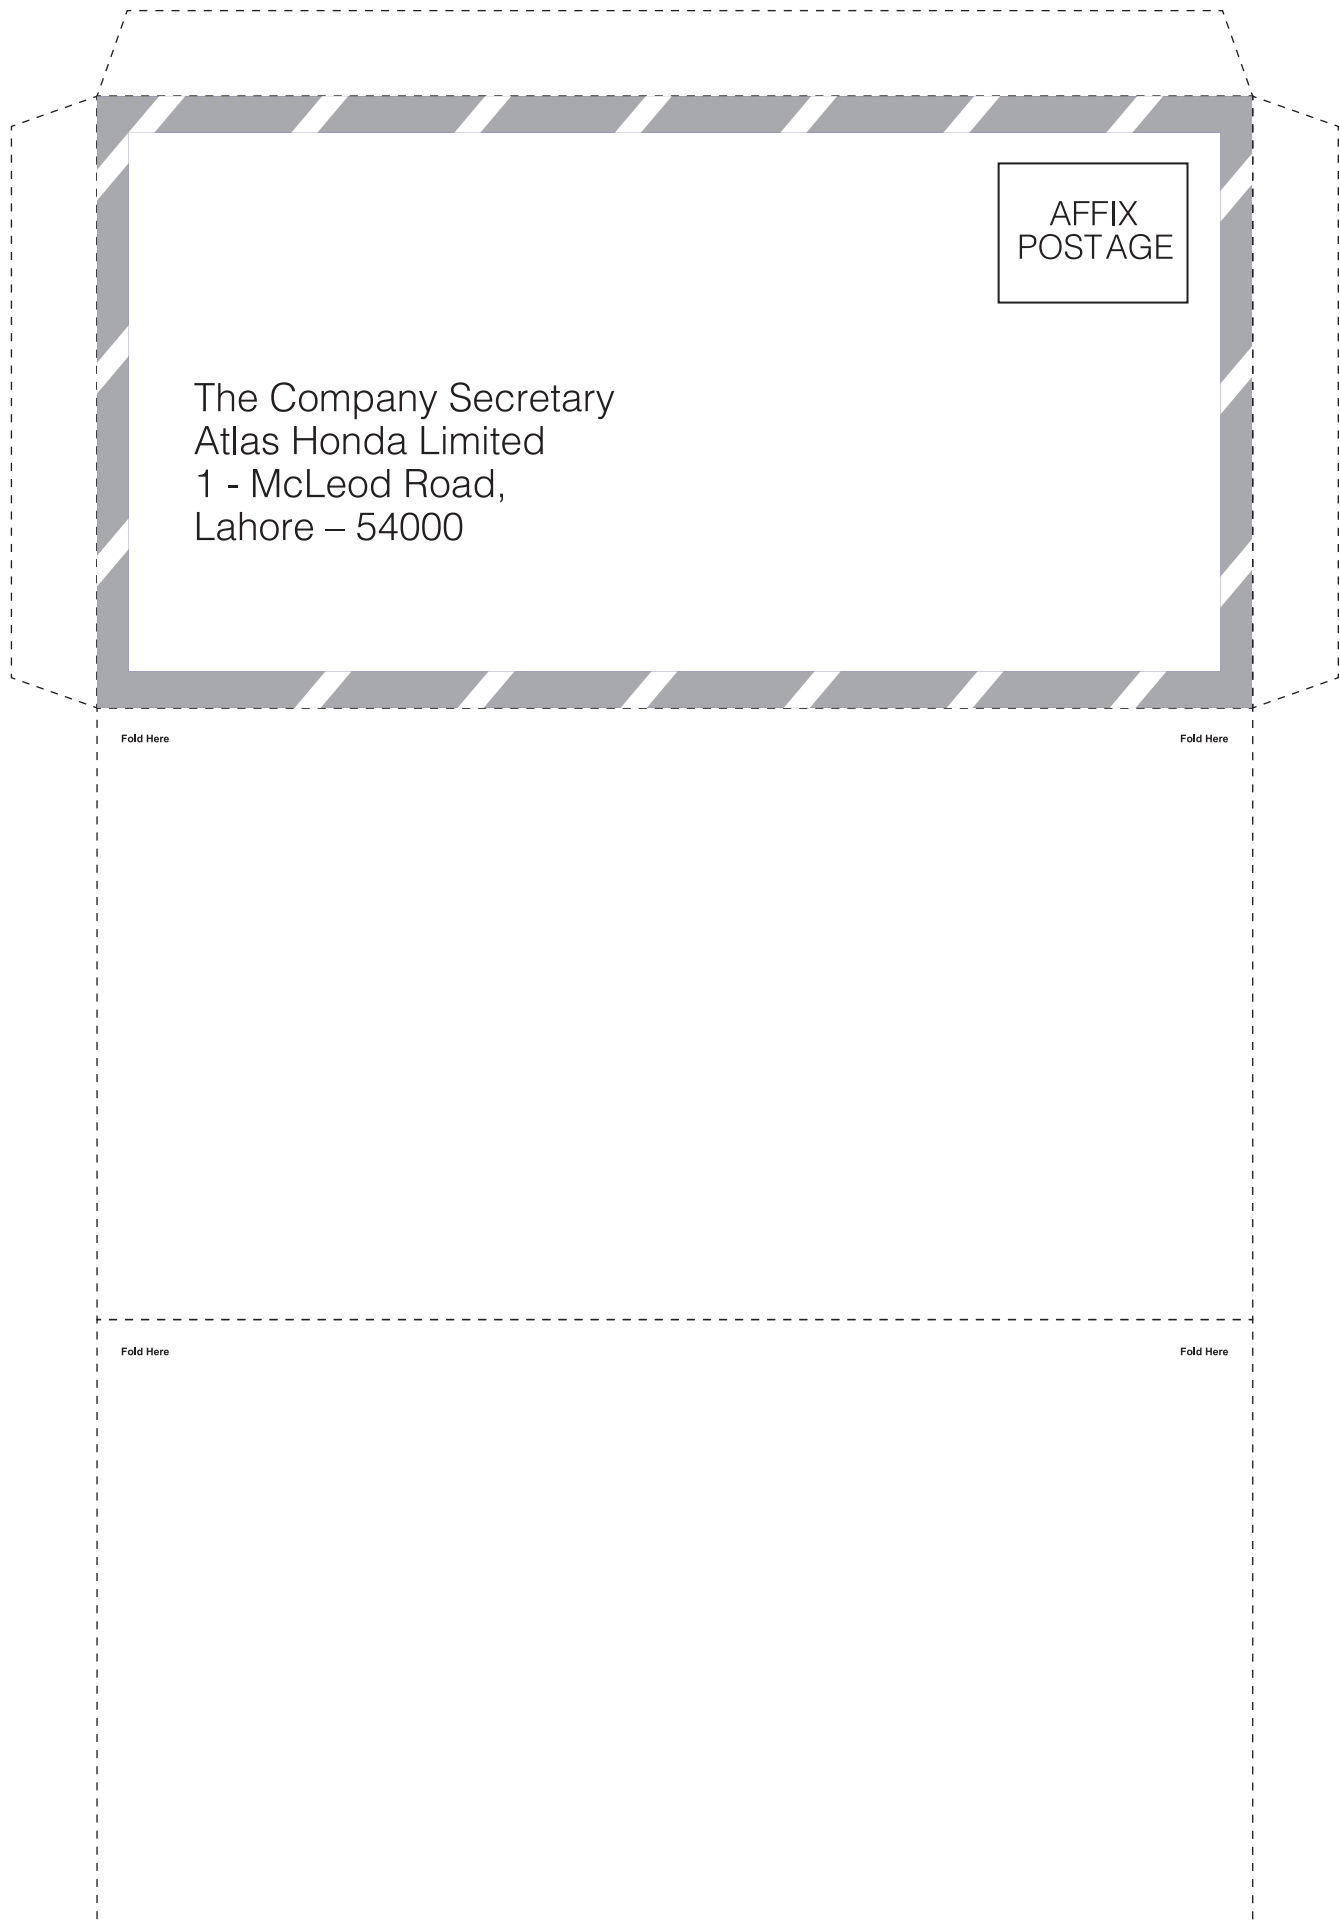 AFFIX
POSTAGE
The Company Secretary
Atlas Honda Limited
1 - McLeod Road,
Lahore – 54000
Fold Here
Fold Here
Fold Here
Fold Here